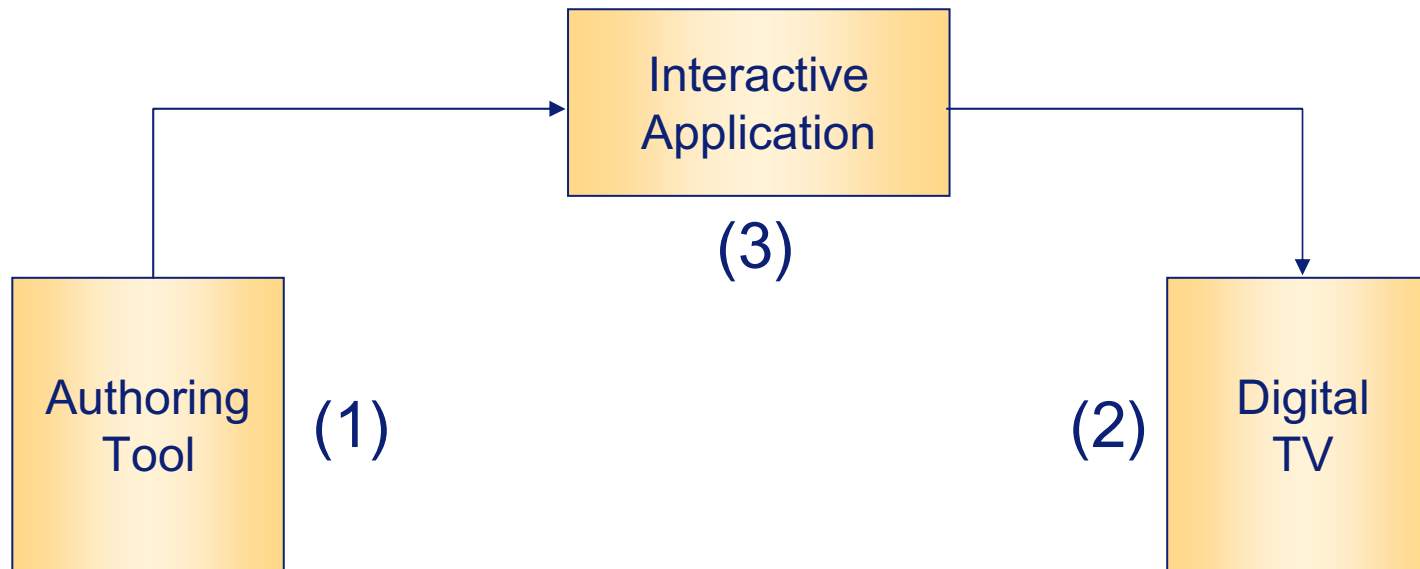 Interactive
Application
(3)
Authoring
Tool
(1)
(2)
Digital
TV